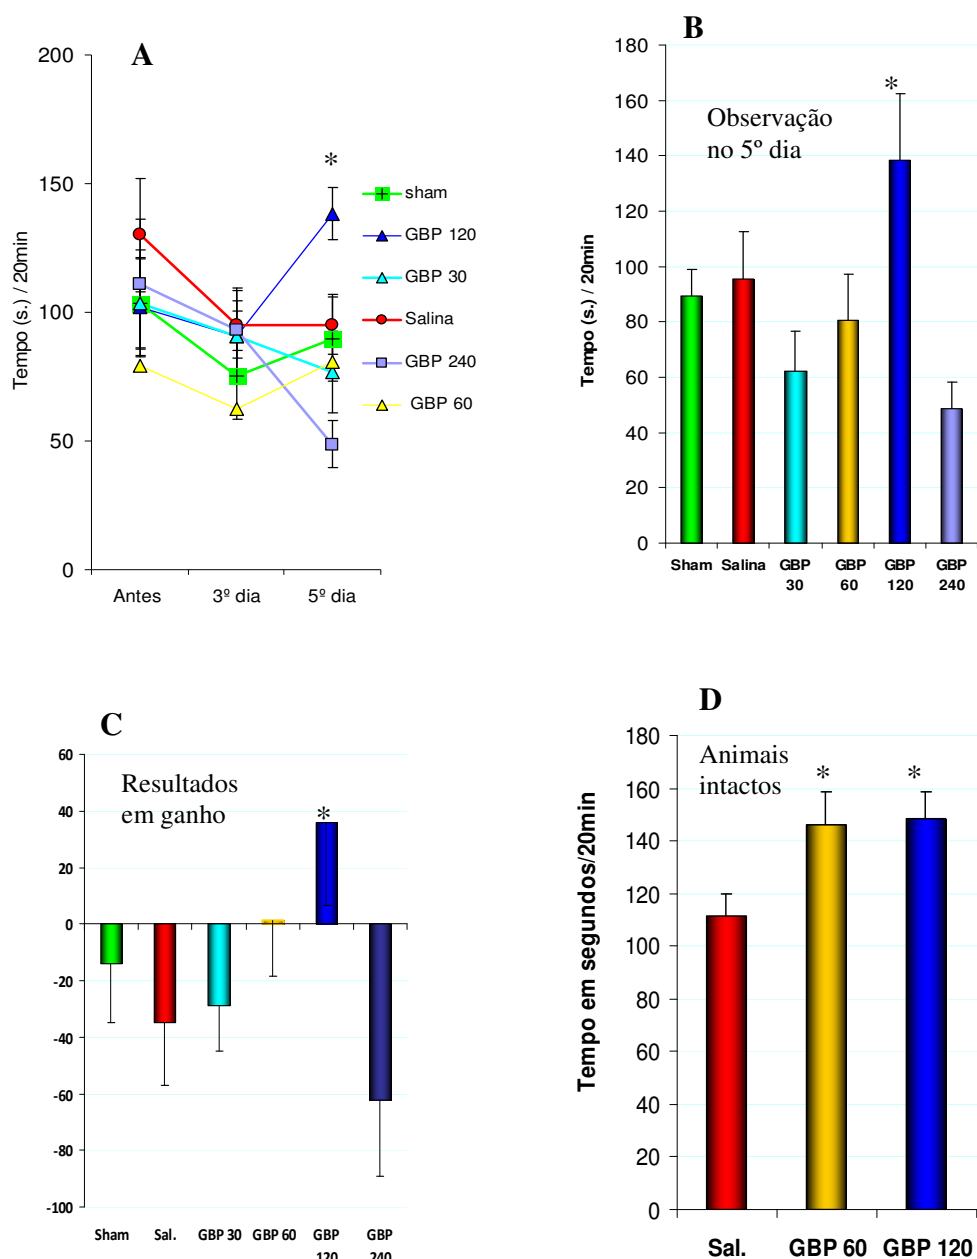 A
200
150
100
50
0
Tempo (s.) / 20min
*
sham
GBP 120
GBP 30
Salina
GBP 240
GBP 60
Antes 3º dia 5º dia
B
180
160
140
120
100
80
60
40
20
0
Tempo (s.) / 20min
Observação
no 5º dia
*
Sham Salina GBP GBP GBP GBP
30 60 120 240
C
60
40
20
0
-20
-40
-60
-80
-100
Resultados
em ganho
*
Sham Sal. GBP 30 GBP 60 GBP GBP
120 240
D
180
160
140
120
100
80
60
40
20
0
Tempo em segundos/20min
Animais
intactos
* *
Sal. GBP 60 GBP 120